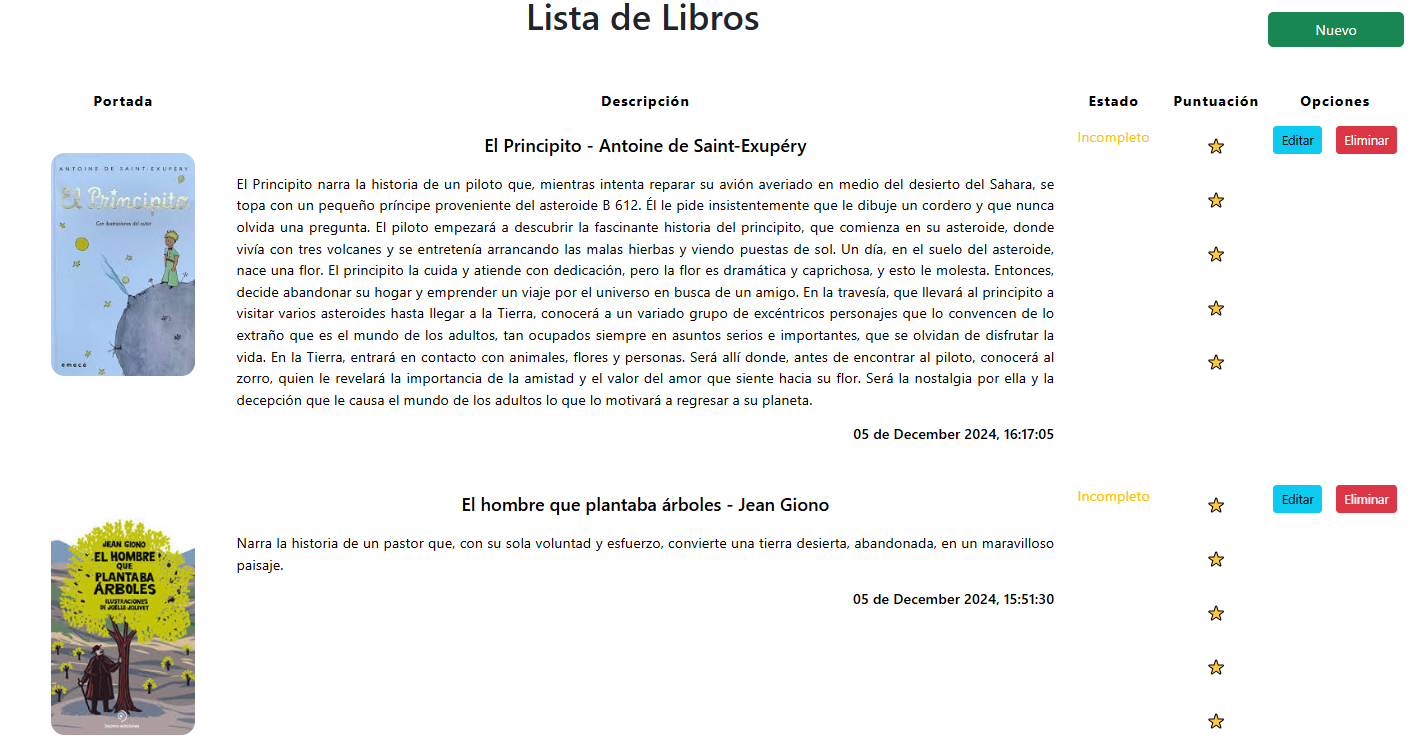 Lista de Libros
Nuevo
Portada Descripción Estado Puntuación Opciones
El Principito - Antoine de Saint-Exupéry
Incompleto
Editar
Eliminar
ANTOINE DE SAINT-EXUPÉRY
El Principito
Con ilustraciones del autor
emecé
El Principito narra la historia de un piloto que, mientras intenta reparar su avión averiado en medio del desierto del Sahara, se
topa con un pequeño príncipe proveniente del asteroide B 612. Él le pide insistentemente que le dibuje un cordero y que nunca
olvida una pregunta. El piloto empezará a descubrir la fascinante historia del principito, que comienza en su asteroide, donde
vivía con tres volcanes y se entretenía arrancando las malas hierbas y viendo puestas de sol. Un día, en el suelo del asteroide,
nace una flor. El principito la cuida y atiende con dedicación, pero la flor es dramática y caprichosa, y esto le molesta. Entonces,
decide abandonar su hogar y emprender un viaje por el universo en busca de un amigo. En la travesía, que llevará al principito a
visitar varios asteroides hasta llegar a la Tierra, conocerá a un variado grupo de excéntricos personajes que lo convencen de lo
extraño que es el mundo de los adultos, tan ocupados siempre en asuntos serios e importantes, que se olvidan de disfrutar la
vida. En la Tierra, entrará en contacto con animales, flores y personas. Será allí donde, antes de encontrar al piloto, conocerá al
zorro, quien le revelará la importancia de la amistad y el valor del amor que siente hacia su flor. Será la nostalgia por ella y la
decepción que le causa el mundo de los adultos lo que lo motivará a regresar a su planeta.
05 de December 2024, 16:17:05
El hombre que plantaba árboles - Jean Giono
Incompleto
Editar
Eliminar
JEAN GIONO
EL HOMBRE
QUE
PLANTABA
ÁRBOLES
ILUSTRACIONES
DE JOËLLE JOLIVET
Narra la historia de un pastor que, con su sola voluntad y esfuerzo, convierte una tierra desierta, abandonada, en un maravilloso
paisaje.
05 de December 2024, 15:51:30